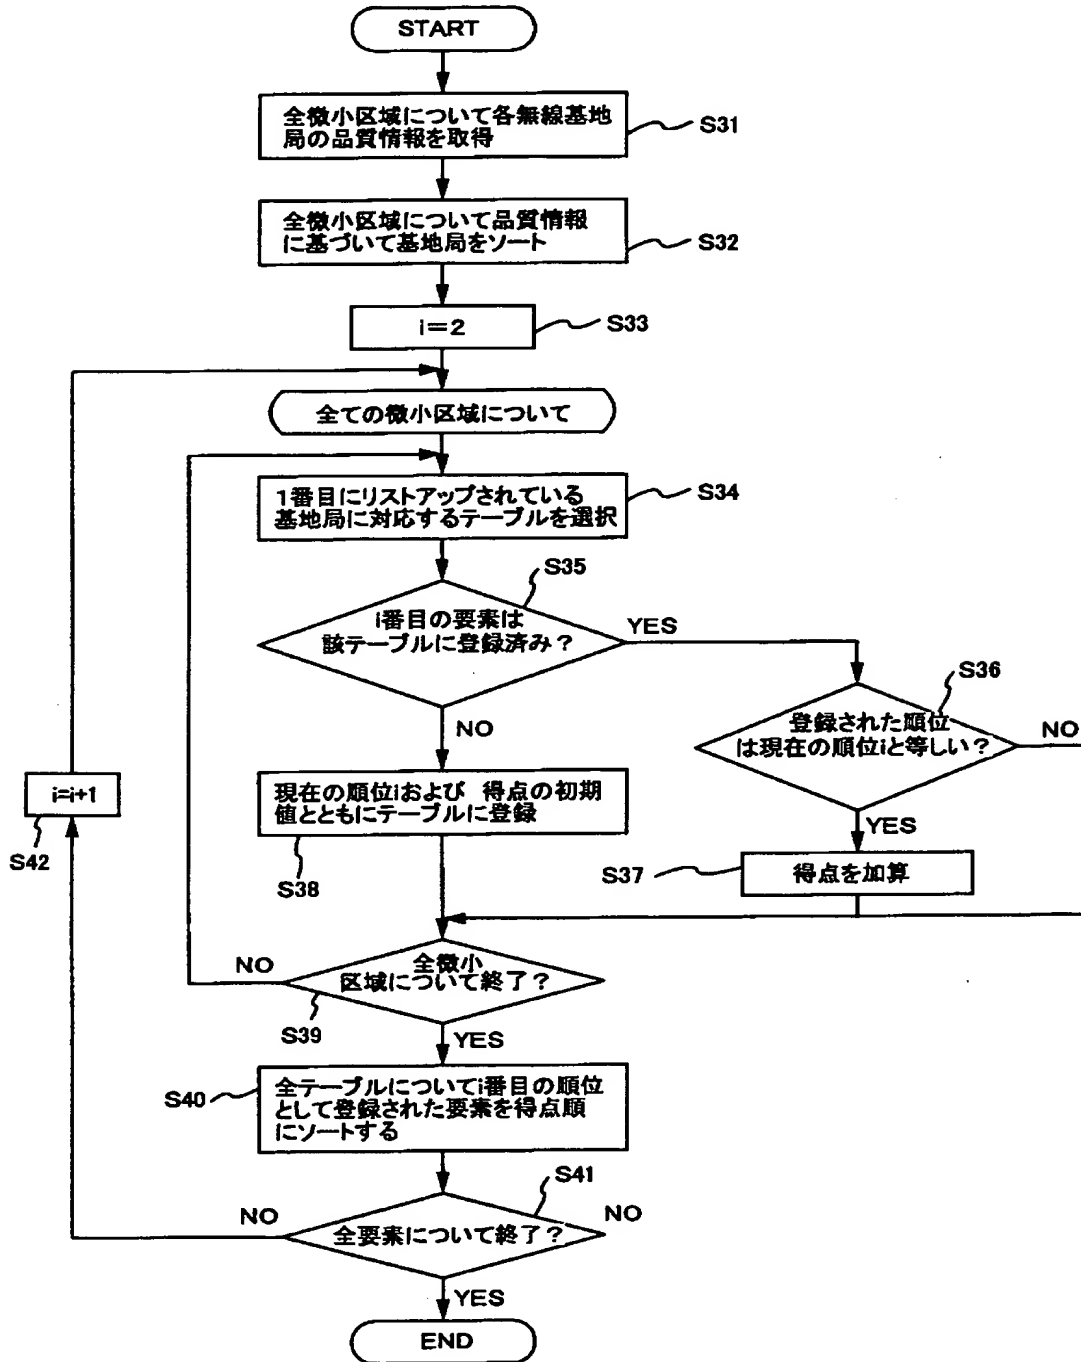 START
全微小区域について各無線基地
局の品質情報を取得
S31
全微小区域について品質情報
に基づいて基地局をソート
S32
i=2
S33
全ての微小区域について
1番目にリストアップされている
基地局に対応するテーブルを選択
S34
S35
i番目の要素は
該テーブルに登録済み?
YES
NO
S36
登録された順位
は現在の順位iと等しい?
NO
YES
S37
得点を加算
現在の順位iおよび 得点の初期
値とともにテーブルに登録
S38
i=i+1
S42
全微小
区域について終了?
NO
S39
YES
S40
全テーブルについてi番目の順位
として登録された要素を得点順
にソートする
S41
NO
全要素について終了?
NO
YES
END